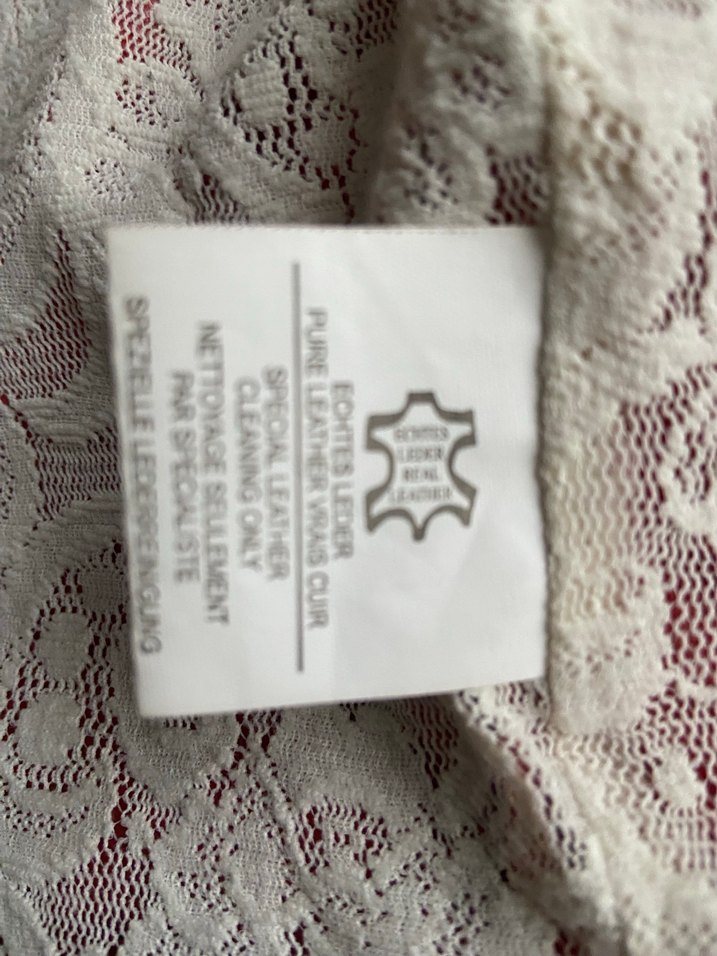 ECHTES
LEDER
REAL
LEATHER
ECHTES LEDER
PURE LEATHER VRAIS CUIR
SPECIAL LEATHER
CLEANING ONLY
NETTOYAGE SELLEMENT
PAR SPECIALISTE
SPEZIELLE LEDERREINIGUNG